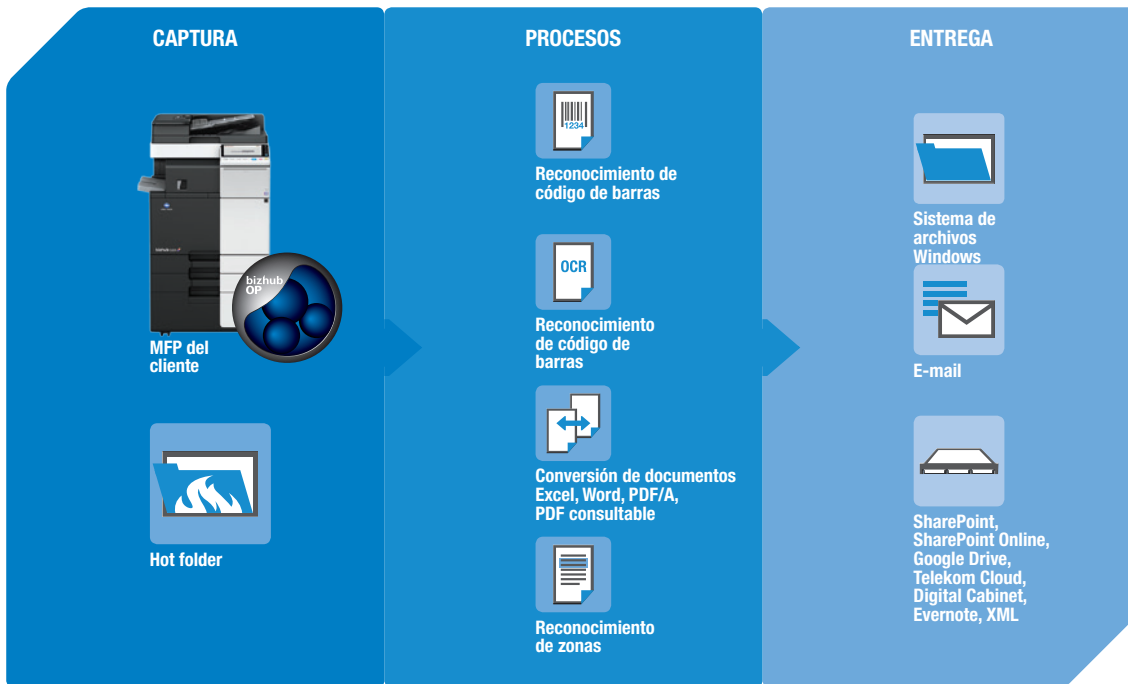 CAPTURA
bizhub
OP
MFP del
cliente
Hot folder
PROCESOS
1234
Reconocimiento de
código de barras
OCR
Reconocimiento
de código de
barras
Conversión de documentos
Excel, Word, PDF/A,
PDF consultable
Reconocimiento
de zonas
ENTREGA
Sistema de
archivos
Windows
E-mail
SharePoint,
SharePoint Online,
Google Drive,
Telekom Cloud,
Digital Cabinet,
Evernote, XML